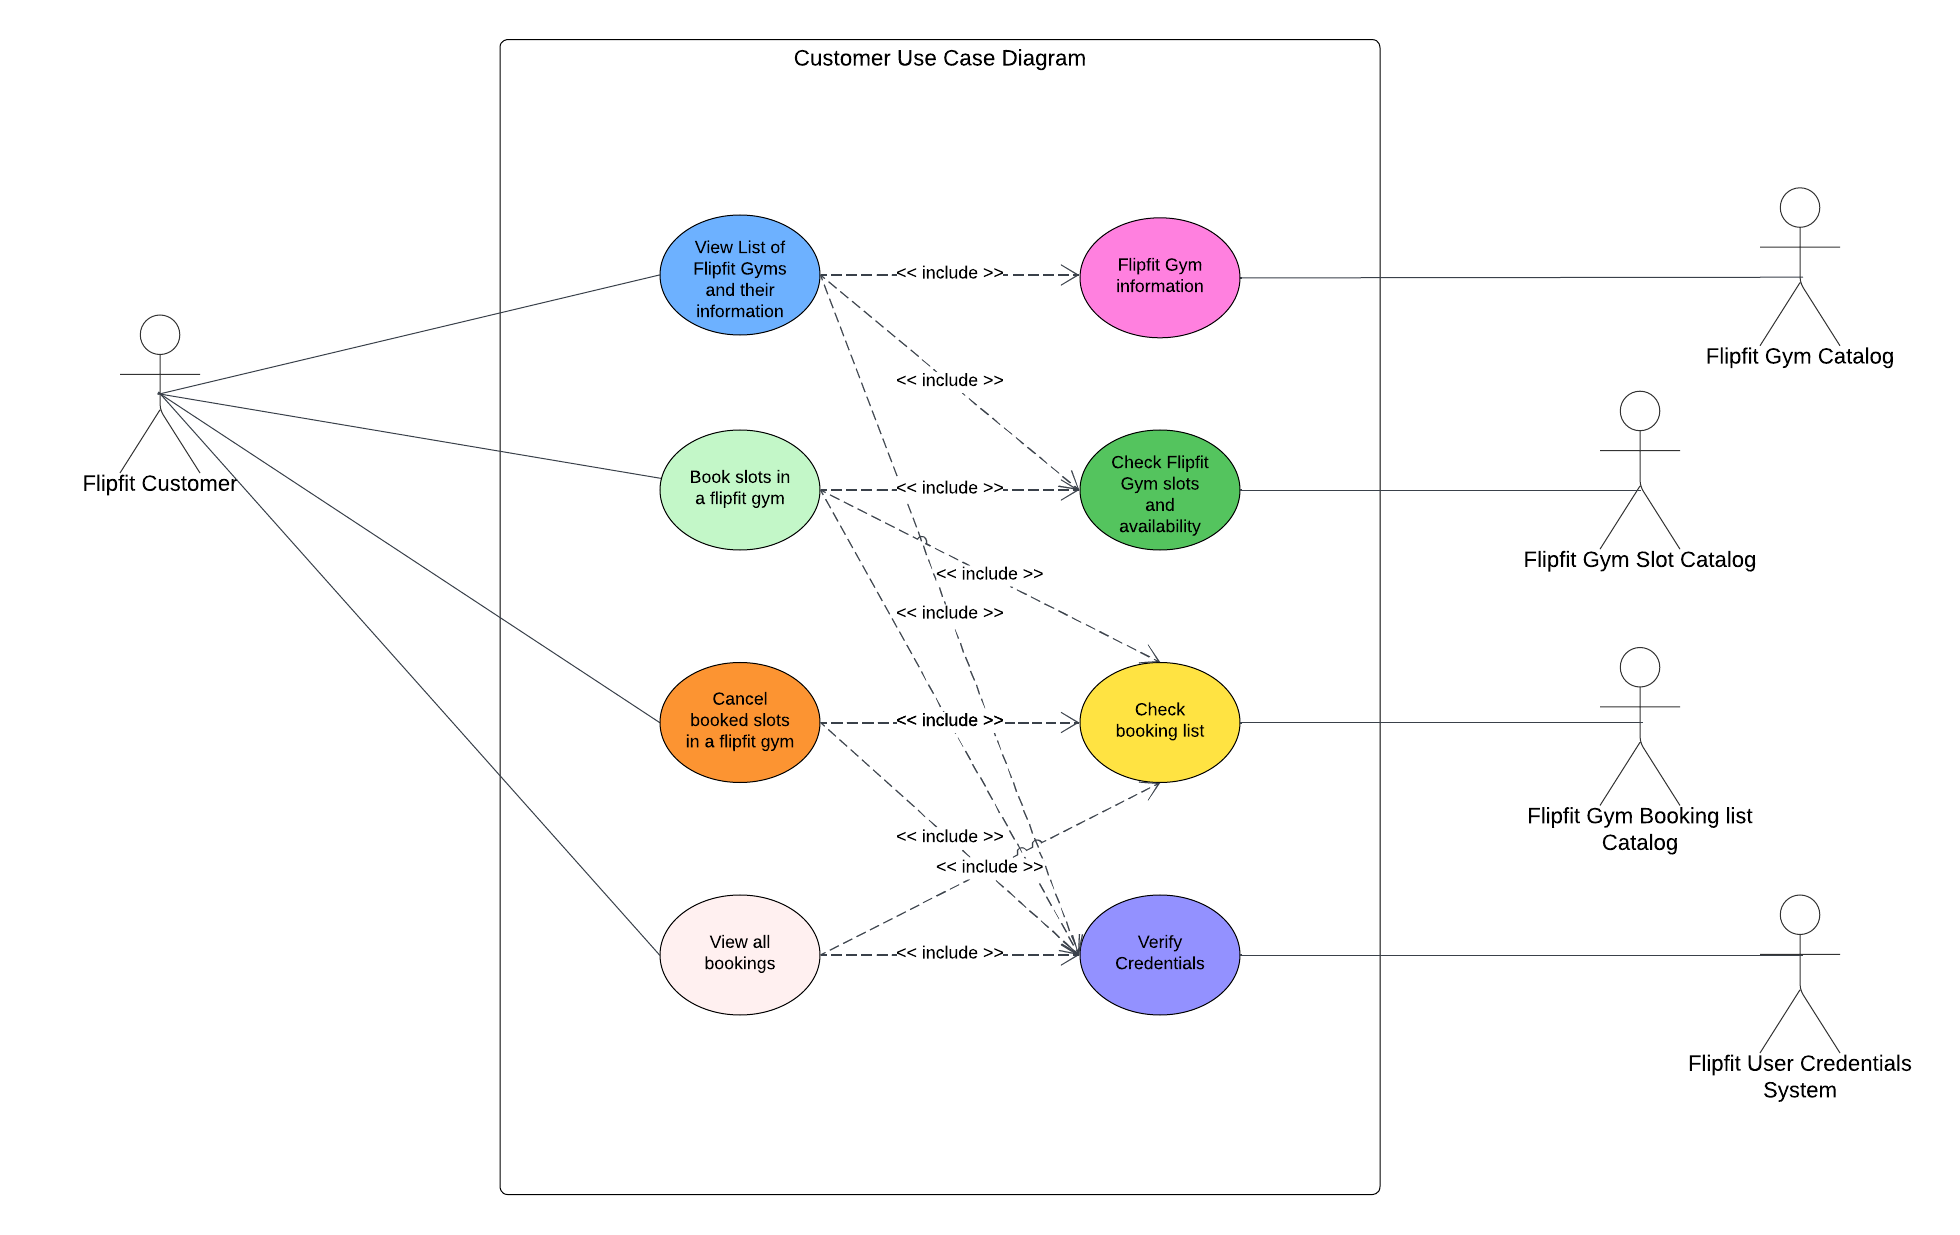 Customer Use Case Diagram
View List of
Flipfit Gyms
and their
information
<< include >>
Flipfit Gym
information
Flipfit Gym Catalog
<< include >>
Flipfit Customer
Book slots in
a flipfit gym
<< include >>
Check Flipfit
Gym slots
and
availability
Flipfit Gym Slot Catalog
<< include >>
<< include >>
Cancel
booked slots
in a flipfit gym
<< include >>
Check
booking list
Flipfit Gym Booking list
Catalog
<< include >>
<< include >>
View all
bookings
<< include >>
Verify
Credentials
Flipfit User Credentials
System